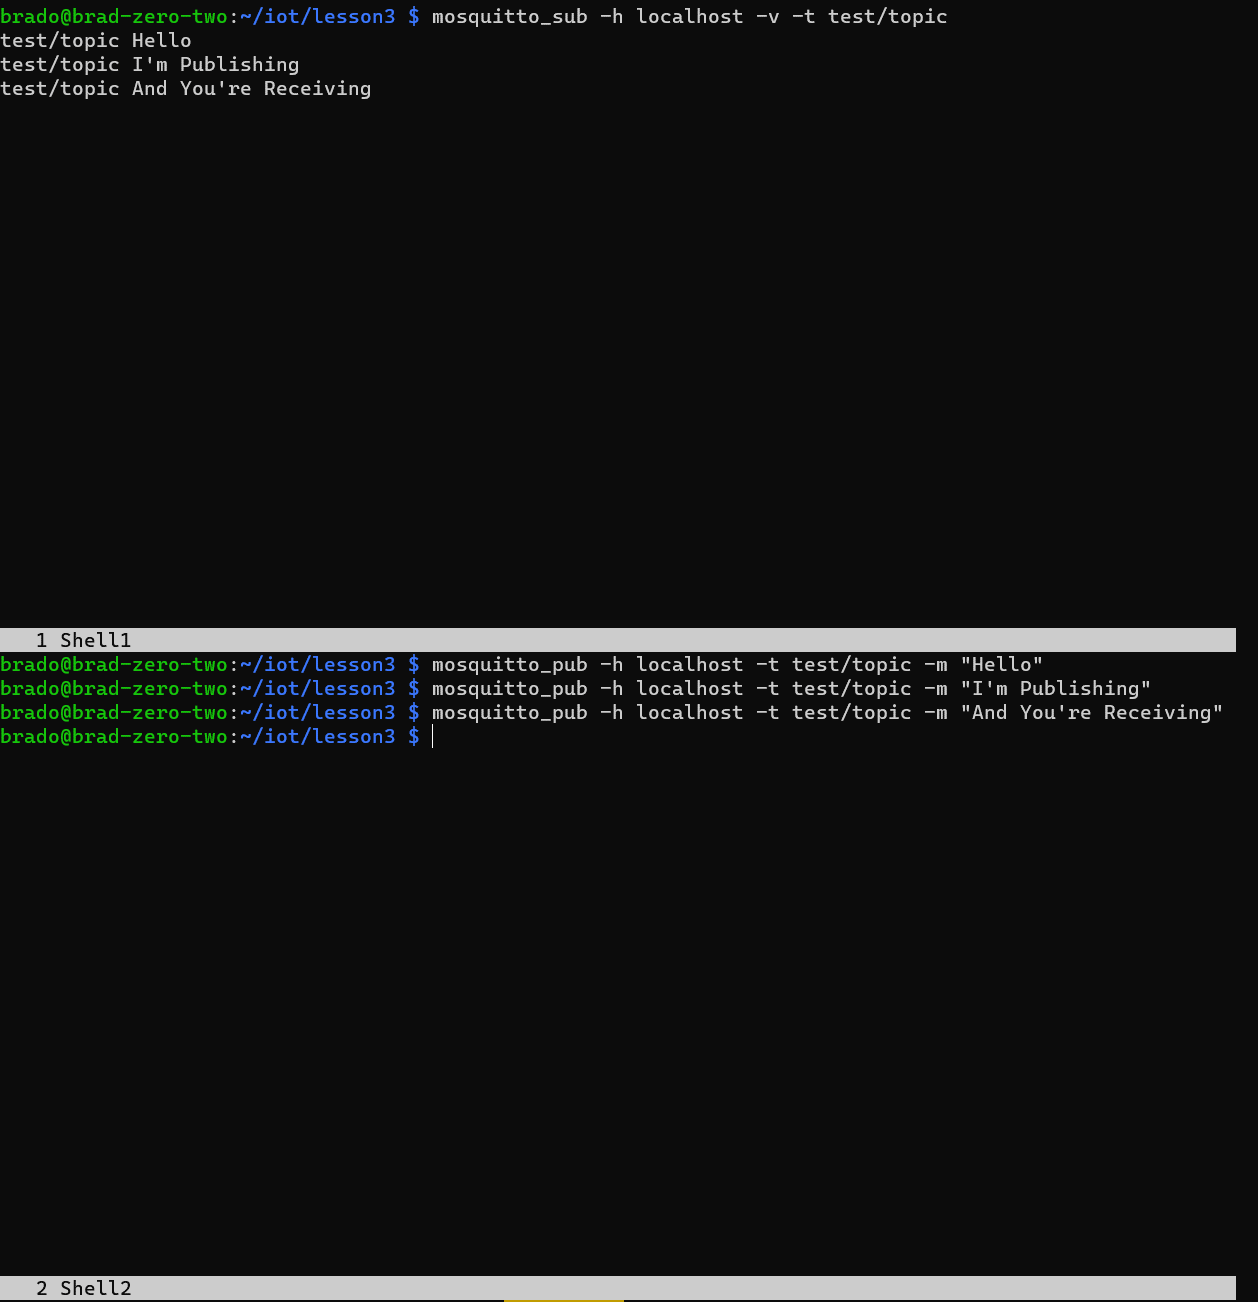 brado@brad-zero-two:~/iot/lesson3 $ mosquitto_sub -h localhost -v -t test/topic
test/topic Hello
test/topic I'm Publishing
test/topic And You're Receiving
1 Shell1
brado@brad-zero-two:~/iot/lesson3 $ mosquitto_pub -h localhost -t test/topic -m "Hello"
brado@brad-zero-two:~/iot/lesson3 $ mosquitto_pub -h localhost -t test/topic -m "I'm Publishing"
brado@brad-zero-two:~/iot/lesson3 $ mosquitto_pub -h localhost -t test/topic -m "And You're Receiving"
brado@brad-zero-two:~/iot/lesson3 $
2 Shell2